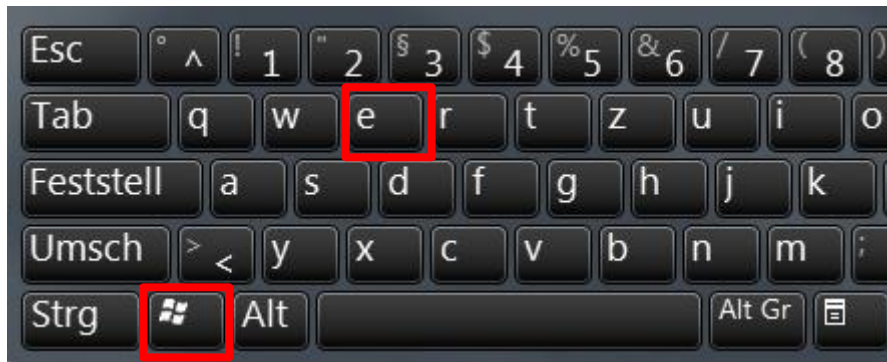 Esc ° ^ ! 1 " 2 § 3 $ 4 % 5 & 6 / 7 ( 8 )
Tab q w e r t z u i o
Feststell a s d f g h j k
Umsch > < y x c v b n m ;
Strg Alt Alt Gr